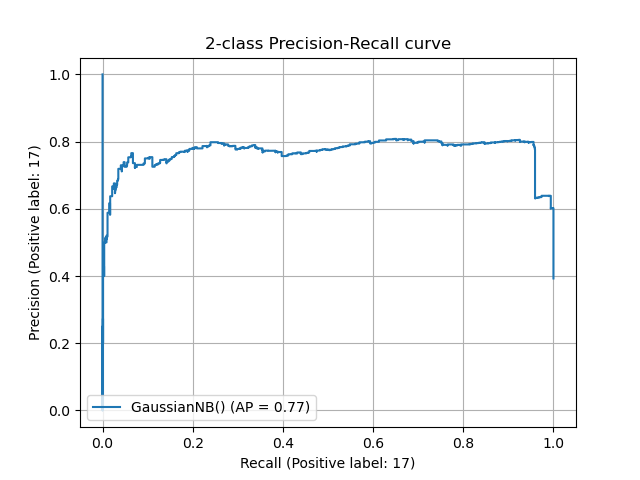 2-class Precision-Recall curve
Precision (Positive label: 17)
1.0
0.8
0.6
0.4
0.2
0.0
GaussianNB() (AP = 0.77)
0.0 0.2 0.4 0.6 0.8 1.0
Recall (Positive label: 17)